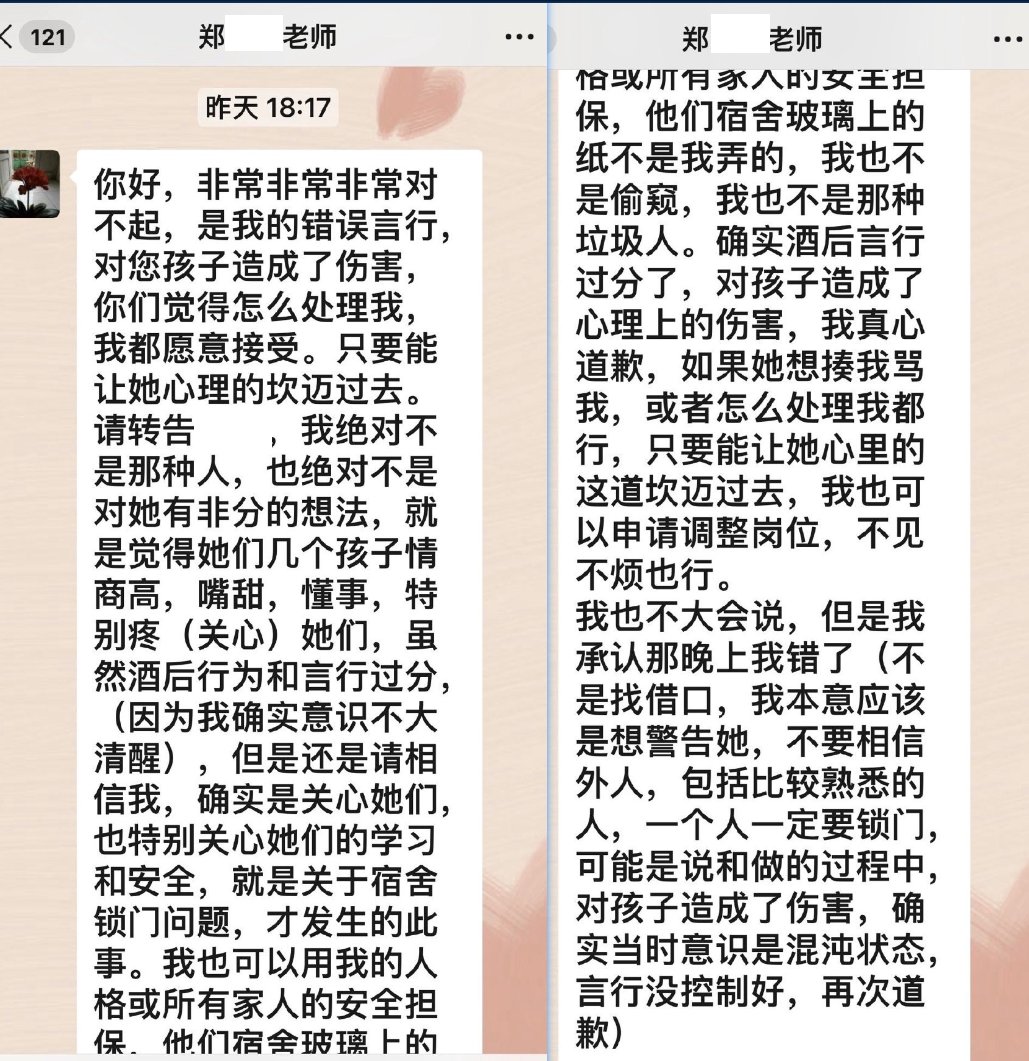 121
郑 老师
昨天 18:17
你好，非常非常非常对
不起，是我的错误言行，
对您孩子造成了伤害，
你们觉得怎么处理我，
我都愿意接受。只要能
让她心理的坎迈过去。
请转告 ，我绝对不
是那种人，也绝对不是
对她有非分的想法，就
是觉得她们几个孩子情
商高，嘴甜，懂事，特
别疼（关心）她们，虽
然酒后行为和言行过分，
（因为我确实意识不大
清醒），但是还是请相
信我，确实是关心她们，
也特别关心她们的学习
和安全，就是关于宿舍
锁门问题，才发生的此
事。我也可以用我的人
格或所有家人的安全担
保，他们宿舍玻璃上的
郑 老师
格或所有家人的安全担
保，他们宿舍玻璃上的
纸不是我弄的，我也不
是偷窥，我也不是那种
垃圾人。确实酒后言行
过分了，对孩子造成了
心理上的伤害，我真心
道歉，如果她想揍我骂
我，或者怎么处理我都
行，只要能让她心里的
这道坎迈过去，我也可
以申请调整岗位，不见
不烦也行。
我也不大会说，但是我
承认那晚上我错了（不
是找借口，我本意应该
是想警告她，不要相信
外人，包括比较熟悉的
人，一个人一定要锁门，
可能是说和做的过程中，
对孩子造成了伤害，确
实当时意识是混沌状态，
言行没控制好，再次道
歉）